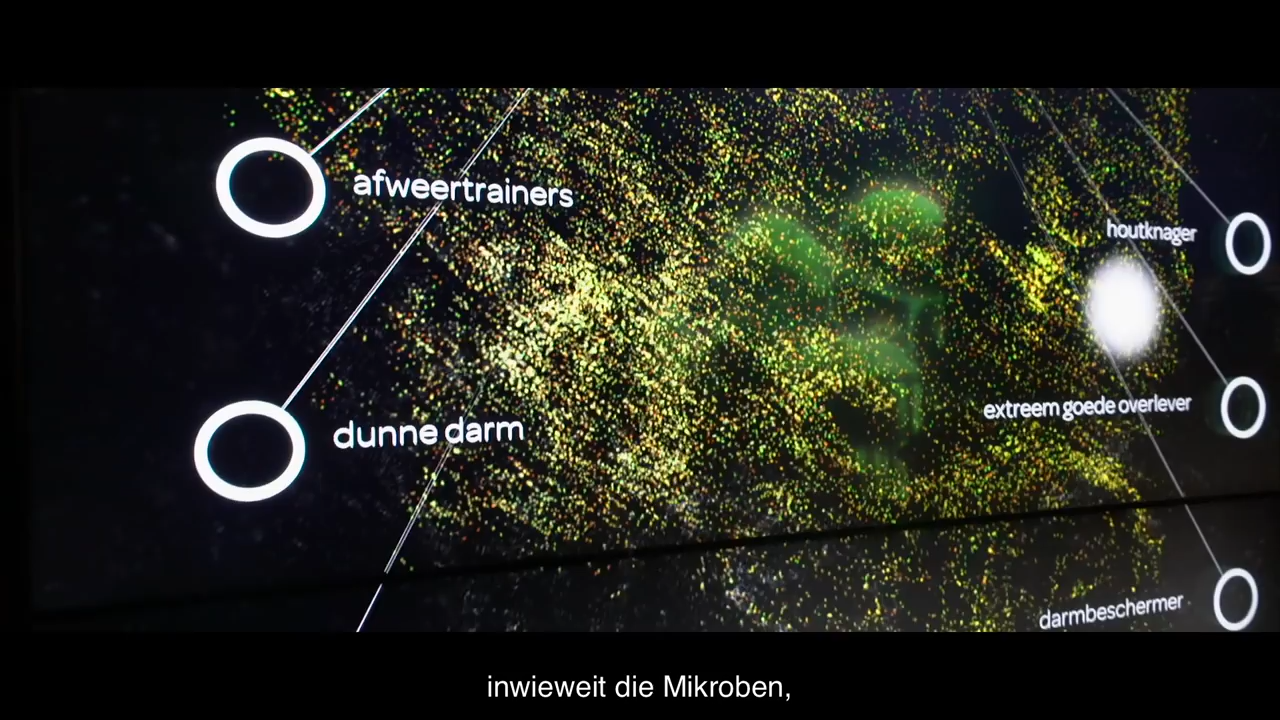 afweertrainers
houtknager
extreem goede overlever
dunne darm
darmbeschermer
inwieweit die Mikroben,